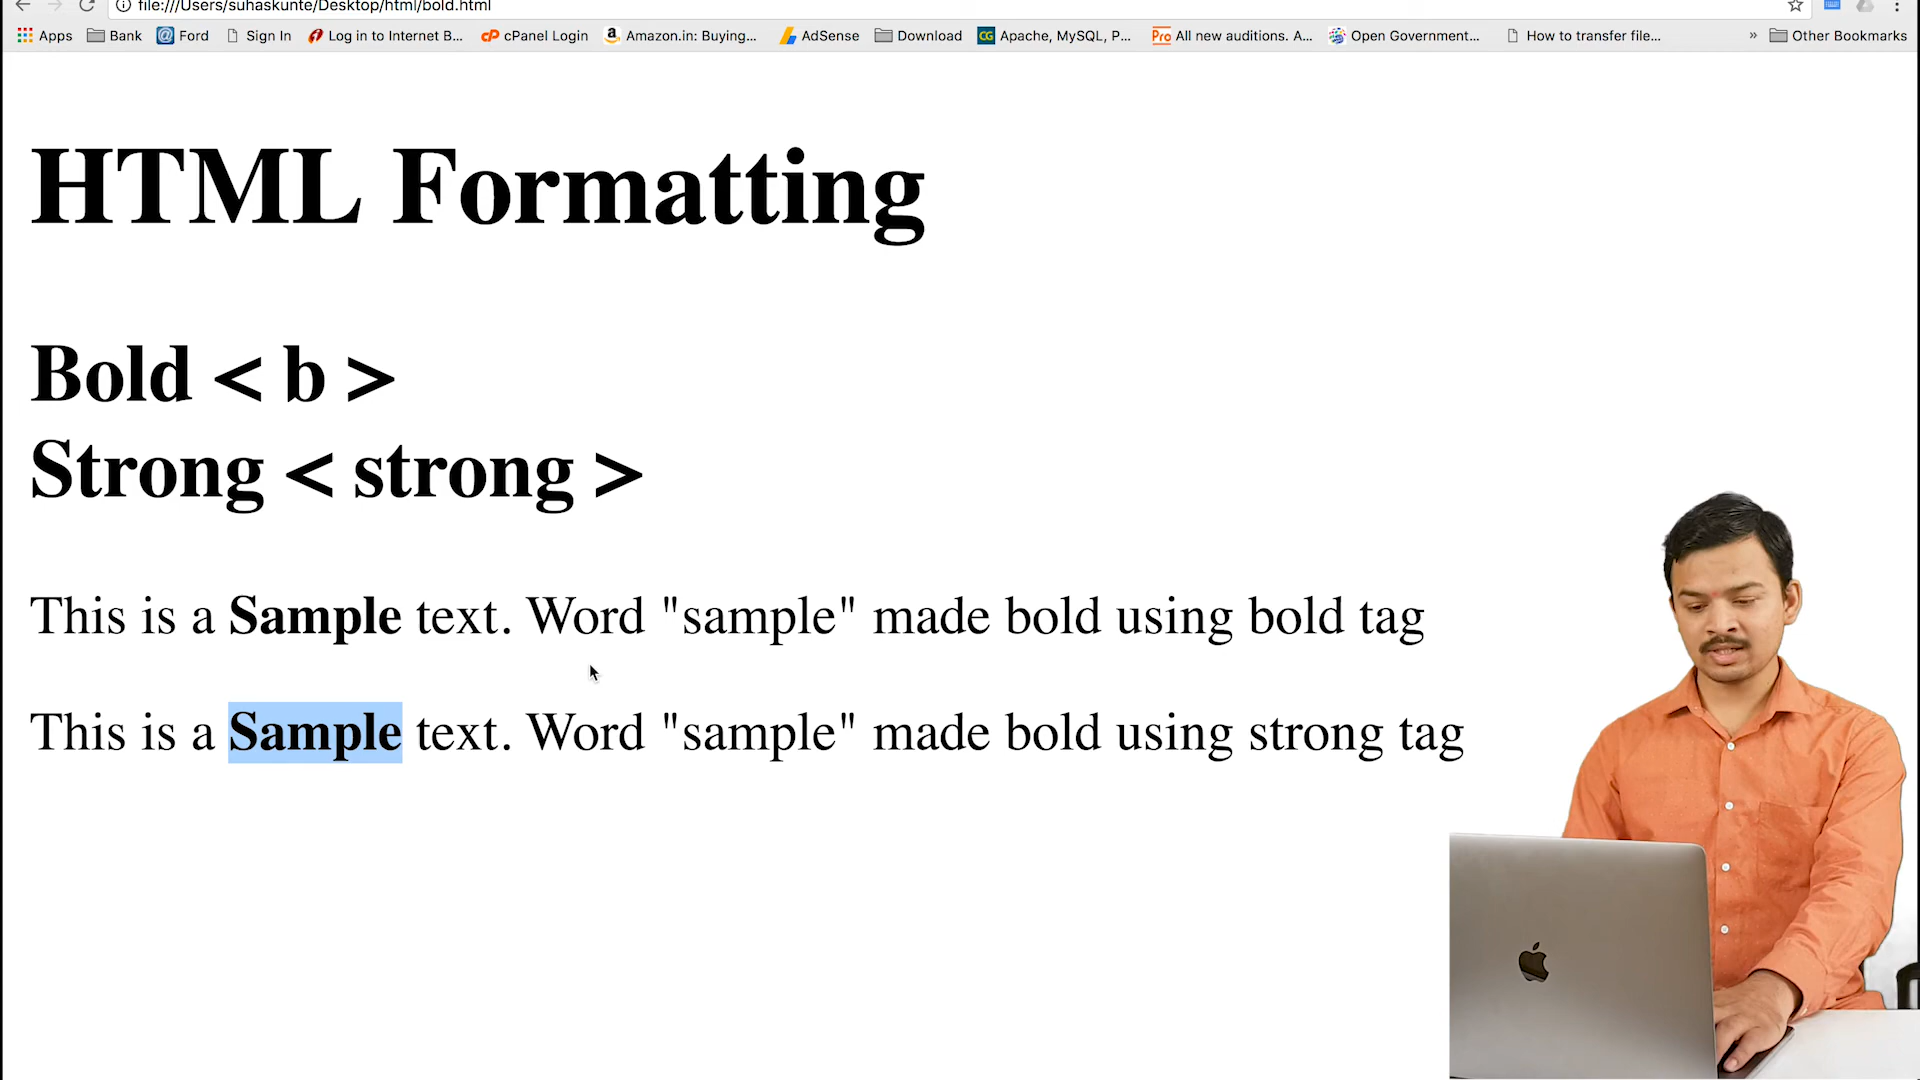 file:///Users/suhaskunte/Desktop/html/bold.html
Apps Bank Ford Sign In Log in to Internet B... cP cPanel Login Amazon.in: Buying... AdSense Download CG Apache, MySQL, P... Pro All new auditions. A... Open Government... How to transfer file... » Other Bookmarks
HTML Formatting
Bold < b >
Strong < strong >
This is a Sample text. Word "sample" made bold using bold tag
This is a Sample text. Word "sample" made bold using strong tag